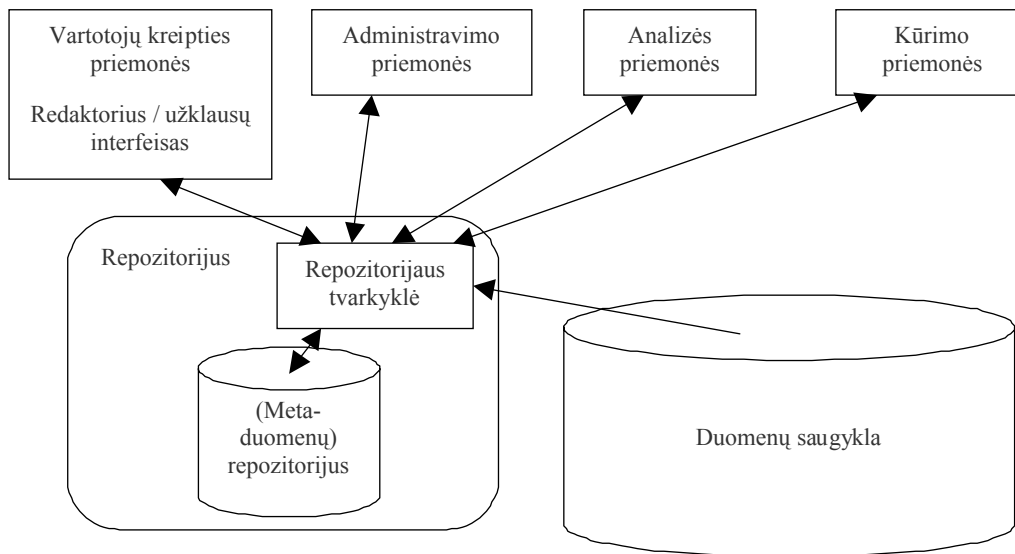 Vartotojų kreipties
priemonės
Redaktorius / užklausų
interfeisas
Administravimo
priemonės
Analizės
priemonės
Kūrimo
priemonės
Repozitorijus
Repozitorijaus
tvarkyklė
(Meta-
duomenų)
repozitorijus
Duomenų saugykla